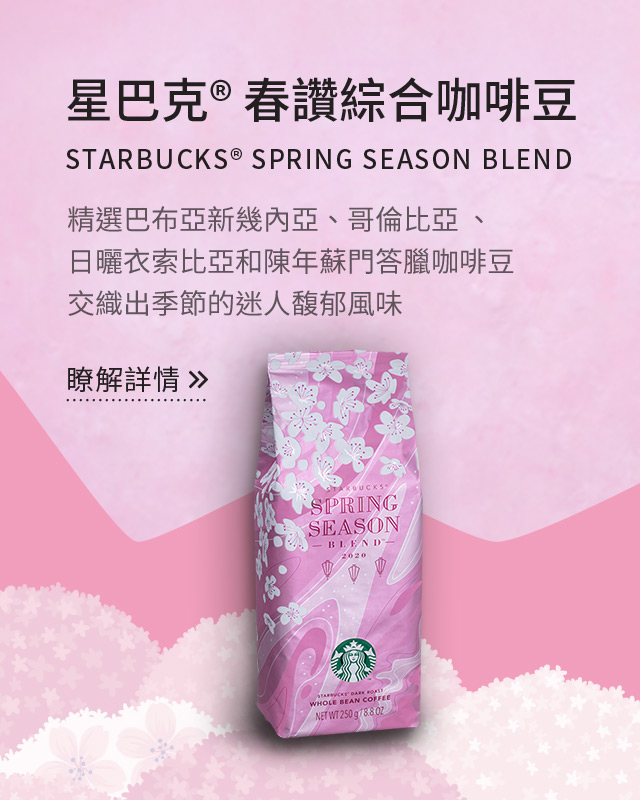 星巴克® 春讚綜合咖啡豆
STARBUCKS® SPRING SEASON BLEND
精選巴布亞新幾內亞、哥倫比亞 、
日曬衣索比亞和陳年蘇門答臘咖啡豆
交織出季節的迷人馥郁風味
瞭解詳情 »
STARBUCKS®
SPRING
SEASON
BLEND
2020
STARBUCKS® DARK ROAST
WHOLE BEAN COFFEE
NET WT 250 g / 8.8 OZ